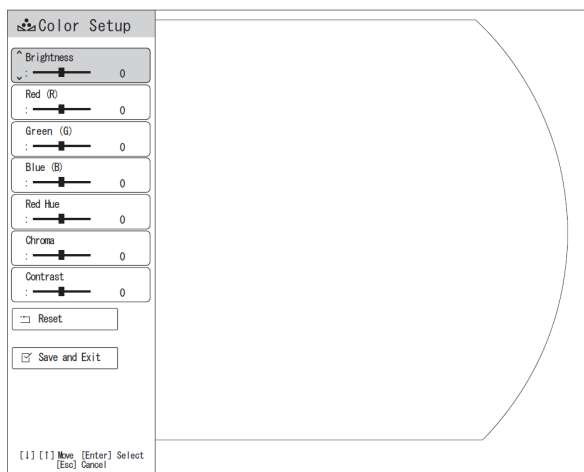 Color Setup
Brightness
: 0
Red (R)
: 0
Green (G)
: 0
Blue (B)
: 0
Red Hue
: 0
Chroma
: 0
Contrast
: 0
Reset
Save and Exit
[↓] [↑] Move [Enter] Select
[Esc] Cancel